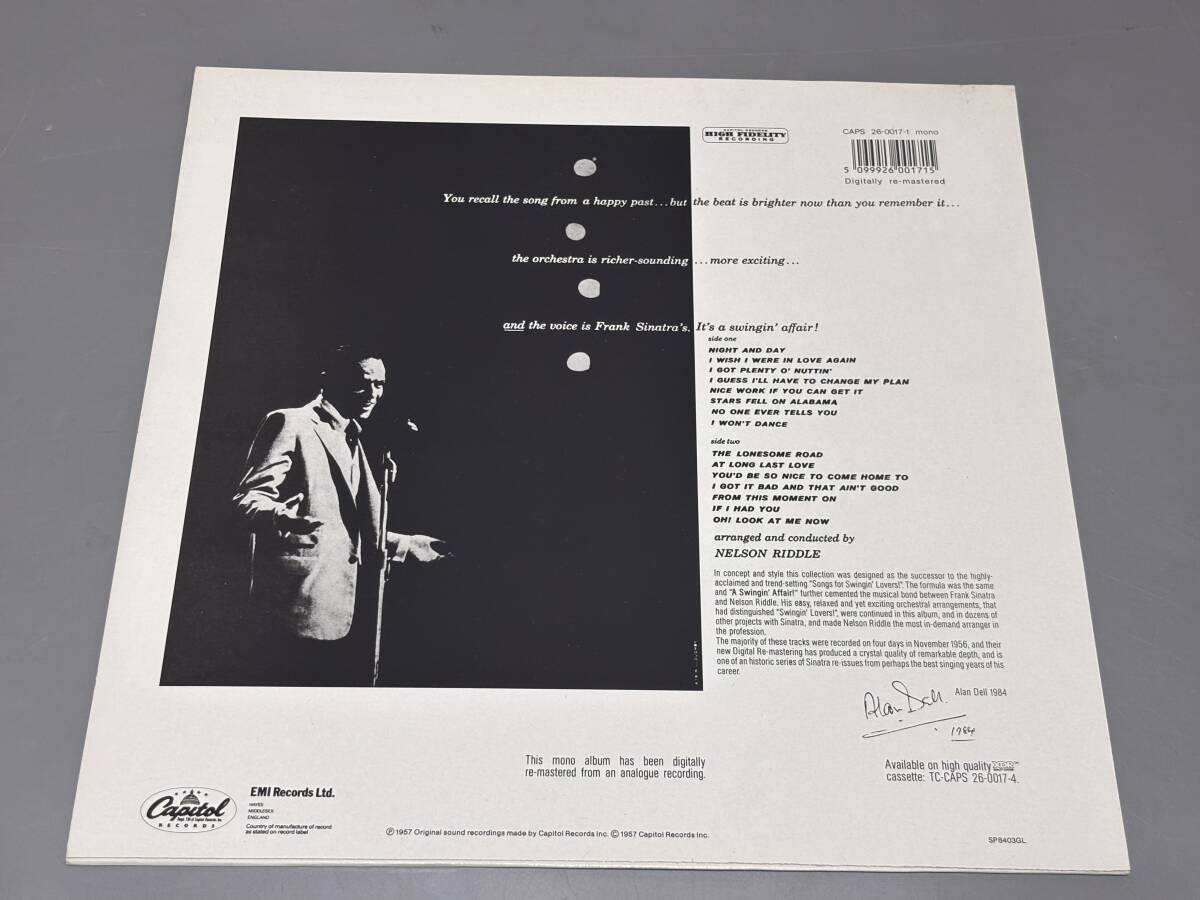 CAPITOL RECORDS
HIGH FIDELITY
RECORDING
CAPS 26-0017-1 mono
5 099926 001715
Digitally re-mastered
You recall the song from a happy past...but the beat is brighter now than you remember it...
the orchestra is richer-sounding ...more exciting...
and the voice is Frank Sinatra's. It's a swingin' affair!
side one
NIGHT AND DAY
I WISH I WERE IN LOVE AGAIN
I GOT PLENTY O' NUTTIN'
I GUESS I'LL HAVE TO CHANGE MY PLAN
NICE WORK IF YOU CAN GET IT
STARS FELL ON ALABAMA
NO ONE EVER TELLS YOU
I WON'T DANCE
side two
THE LONESOME ROAD
AT LONG LAST LOVE
YOU'D BE SO NICE TO COME HOME TO
I GOT IT BAD AND THAT AIN'T GOOD
FROM THIS MOMENT ON
IF I HAD YOU
OH! LOOK AT ME NOW
arranged and conducted by
NELSON RIDDLE
In concept and style this collection was designed as the successor to the highly-
acclaimed and trend-setting "Songs for Swingin' Lovers!". The formula was the same
and "A Swingin' Affair!" further cemented the musical bond between Frank Sinatra
and Nelson Riddle. His easy, relaxed and yet exciting orchestral arrangements, that
had distinguished "Swingin' Lovers!", were continued in this album, and in dozens of
other projects with Sinatra, and made Nelson Riddle the most in-demand arranger in
the profession.
The majority of these tracks were recorded on four days in November 1956, and their
new Digital Re-mastering has produced a crystal quality of remarkable depth, and is
one of an historic series of Sinatra re-issues from perhaps the best singing years of his
career.
Alan Dell. 1984
Alan Dell 1984
This mono album has been digitally
re-mastered from an analogue recording.
Available on high quality
cassette: TC-CAPS 26-0017-4.
Capitol
RECORDS
EMI Records Ltd.
HAYES
MIDDLESEX
ENGLAND
Country of manufacture of record
as stated on record label
Ⓟ 1957 Original sound recordings made by Capitol Records Inc. © 1957 Capitol Records Inc.
SP8403GL